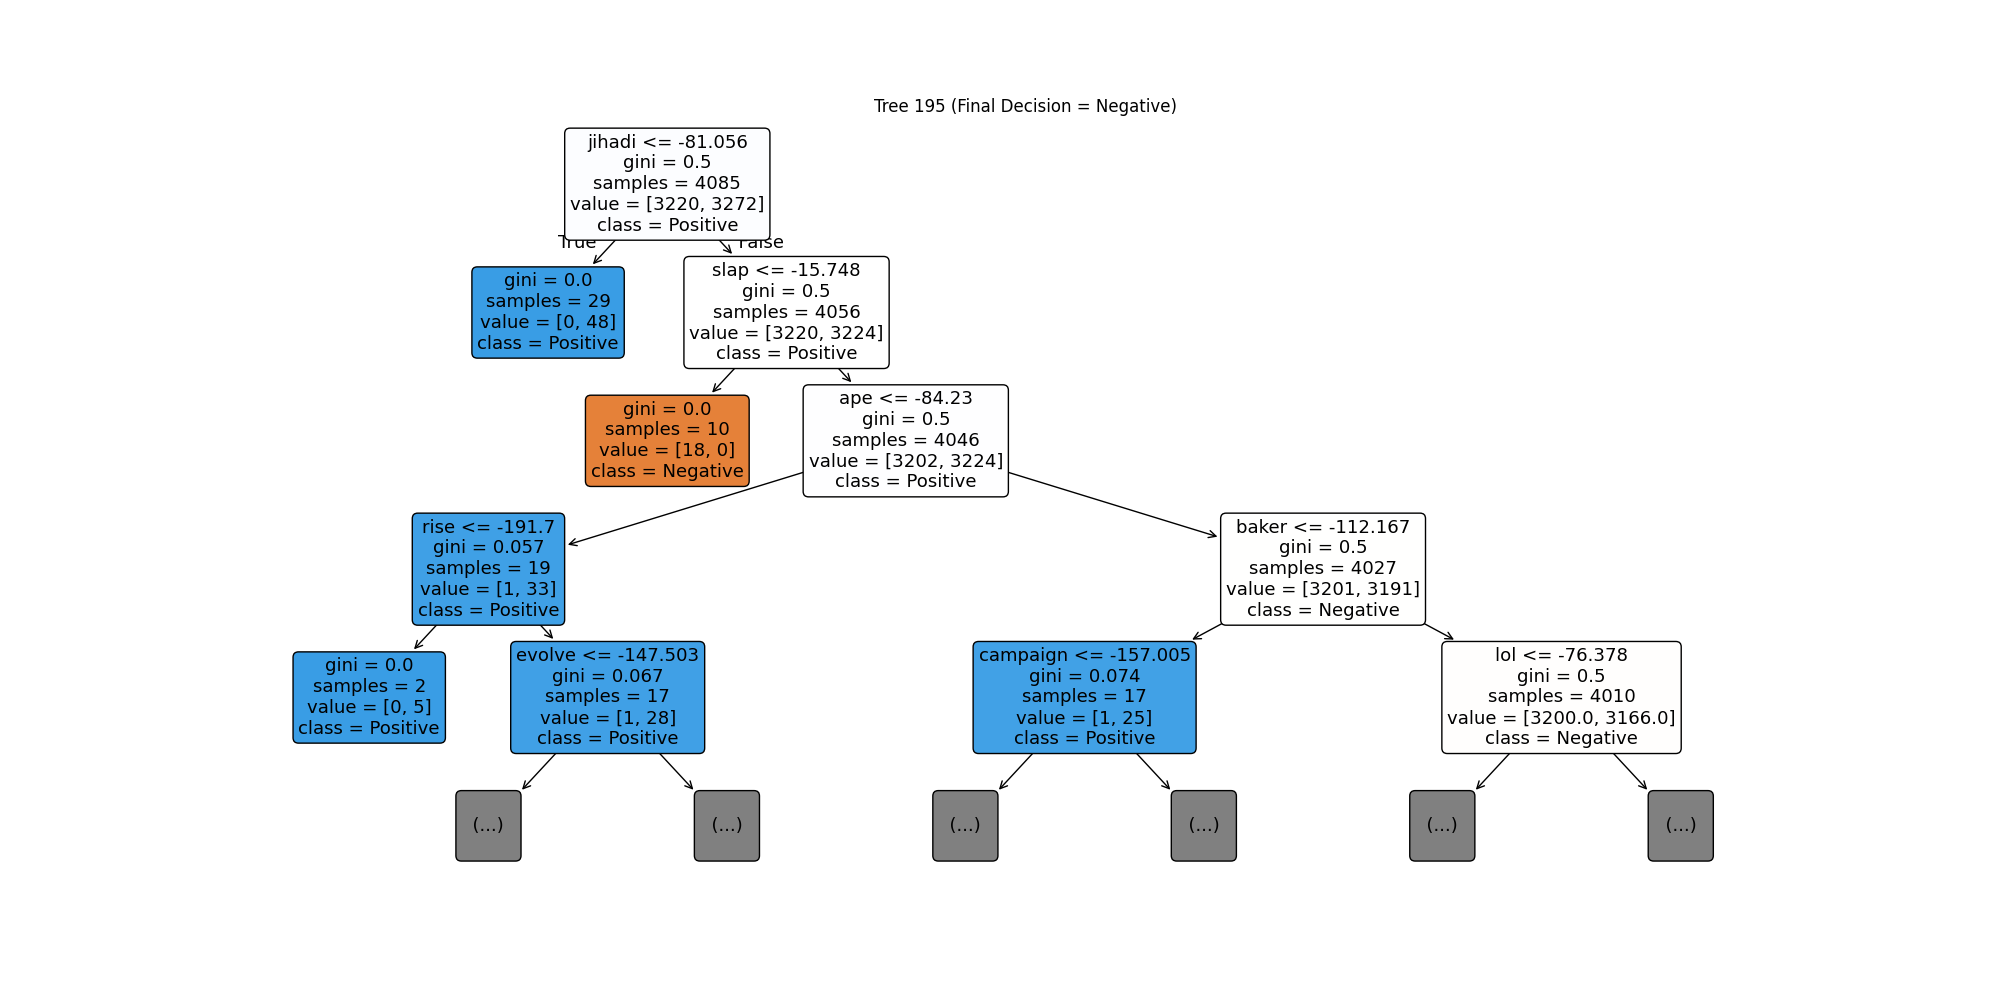 Tree 195 (Final Decision = Negative)
jihadi <= -81.056
gini = 0.5
samples = 4085
value = [3220, 3272]
class = Positive
True
False
gini = 0.0
samples = 29
value = [0, 48]
class = Positive
slap <= -15.748
gini = 0.5
samples = 4056
value = [3220, 3224]
class = Positive
gini = 0.0
samples = 10
value = [18, 0]
class = Negative
ape <= -84.23
gini = 0.5
samples = 4046
value = [3202, 3224]
class = Positive
rise <= -191.7
gini = 0.057
samples = 19
value = [1, 33]
class = Positive
baker <= -112.167
gini = 0.5
samples = 4027
value = [3201, 3191]
class = Negative
gini = 0.0
samples = 2
value = [0, 5]
class = Positive
evolve <= -147.503
gini = 0.067
samples = 17
value = [1, 28]
class = Positive
campaign <= -157.005
gini = 0.074
samples = 17
value = [1, 25]
class = Positive
lol <= -76.378
gini = 0.5
samples = 4010
value = [3200.0, 3166.0]
class = Negative
(...)
(...)
(...)
(...)
(...)
(...)